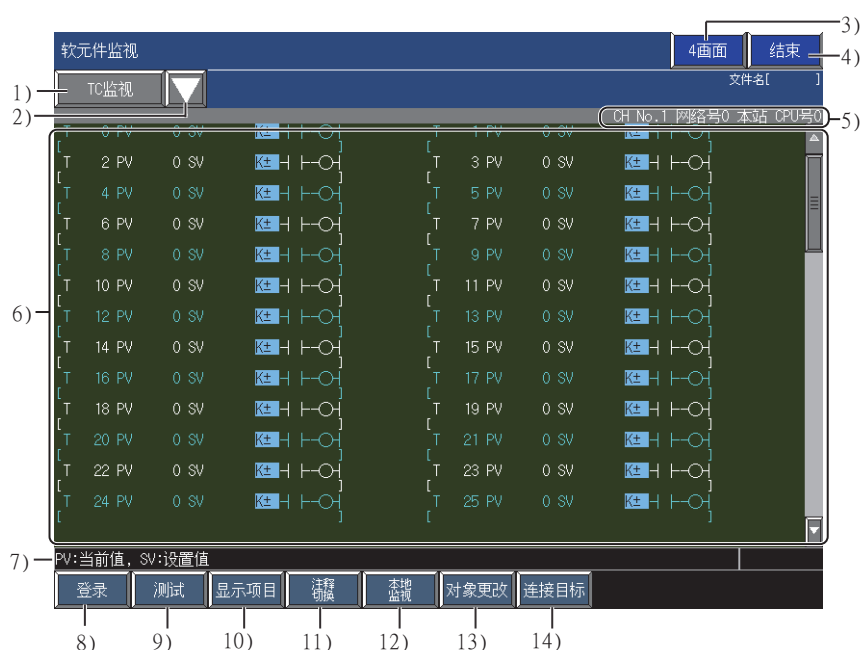 3)
软元件监视 4画面 结束
4)
1) TC监视 文件名[ ]
2)
CH No.1 网络号0 本站 CPU号0 5)
T 0 PV 0 SV K± T 1 PV 0 SV K±
[ ] [ ]
T 2 PV 0 SV K± T 3 PV 0 SV K±
[ ] [ ]
T 4 PV 0 SV K± T 5 PV 0 SV K±
[ ] [ ]
T 6 PV 0 SV K± T 7 PV 0 SV K±
[ ] [ ]
T 8 PV 0 SV K± T 9 PV 0 SV K±
[ ] [ ]
T 10 PV 0 SV K± T 11 PV 0 SV K±
[ ] [ ]
6) T 12 PV 0 SV K± T 13 PV 0 SV K±
[ ] [ ]
T 14 PV 0 SV K± T 15 PV 0 SV K±
[ ] [ ]
T 16 PV 0 SV K± T 17 PV 0 SV K±
[ ] [ ]
T 18 PV 0 SV K± T 19 PV 0 SV K±
[ ] [ ]
T 20 PV 0 SV K± T 21 PV 0 SV K±
[ ] [ ]
T 22 PV 0 SV K± T 23 PV 0 SV K±
[ ] [ ]
T 24 PV 0 SV K± T 25 PV 0 SV K±
[ ] [ ]
7) PV:当前值, SV:设置值
登录 测试 显示项目 注释切换 本地监视 对象更改 连接目标
8) 9) 10) 11) 12) 13) 14)